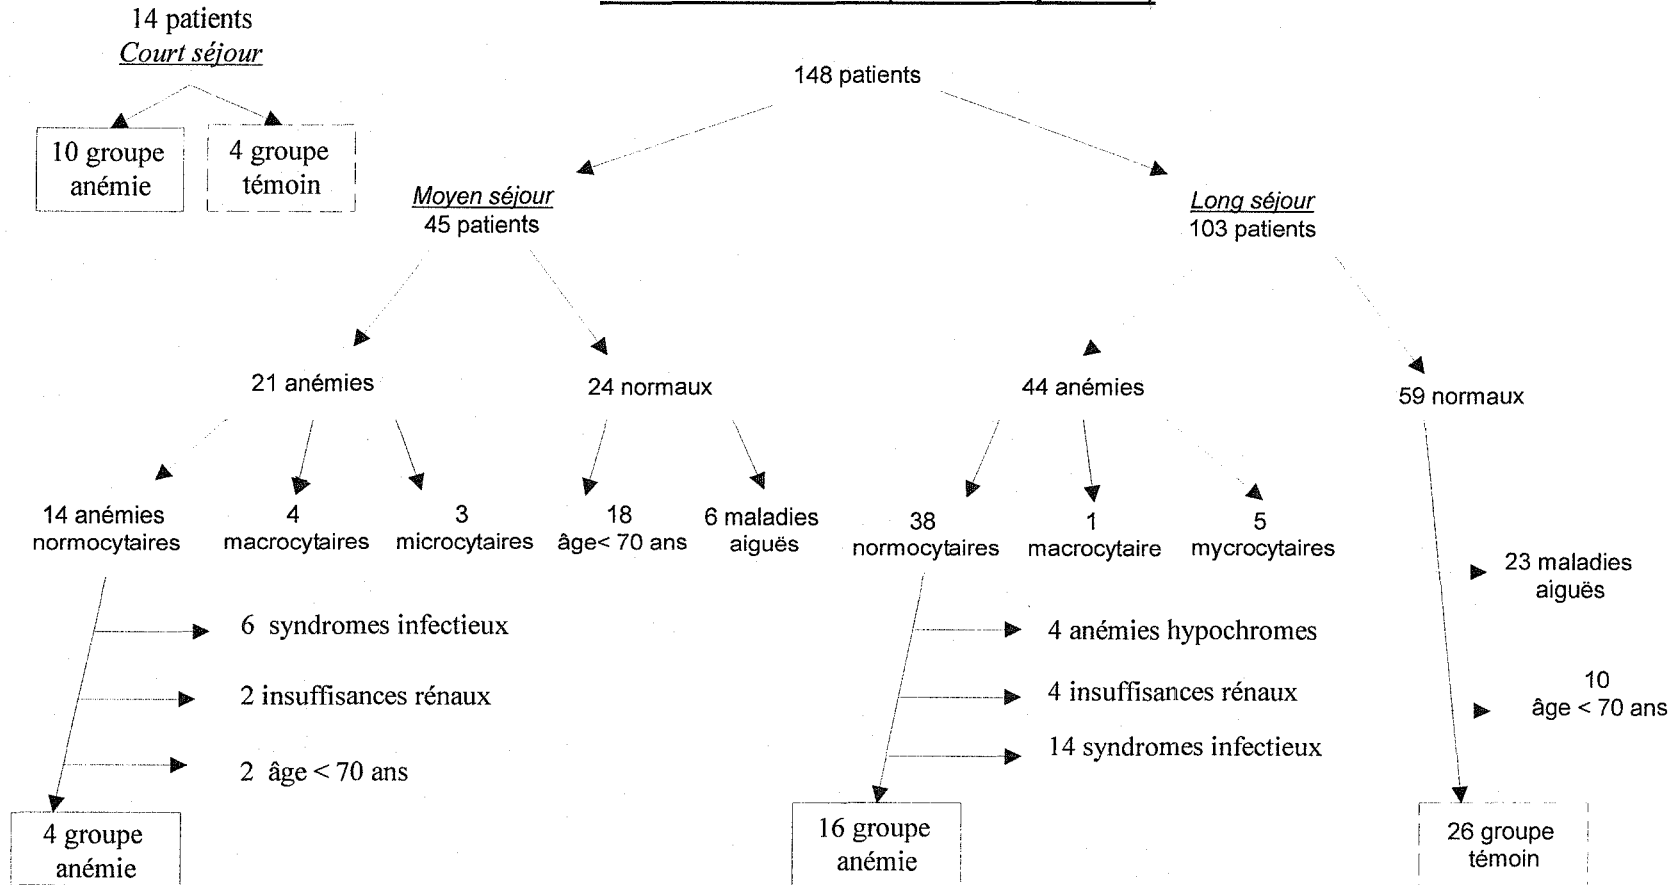 14 patients
Court séjour
10 groupe
anémie
4 groupe
témoin
148 patients
Moyen séjour
45 patients
Long séjour
103 patients
21 anémies
24 normaux
44 anémies
59 normaux
14 anémies
normocytaires
4
macrocytaires
3
microcytaires
18
âge< 70 ans
6 maladies
aiguës
38
normocytaires
1
macrocytaire
5
mycrocytaires
23 maladies
aiguës
10
âge < 70 ans
6 syndromes infectieux
2 insuffisances rénaux
2 âge < 70 ans
4 anémies hypochromes
4 insuffisances rénaux
14 syndromes infectieux
4 groupe
anémie
16 groupe
anémie
26 groupe
témoin